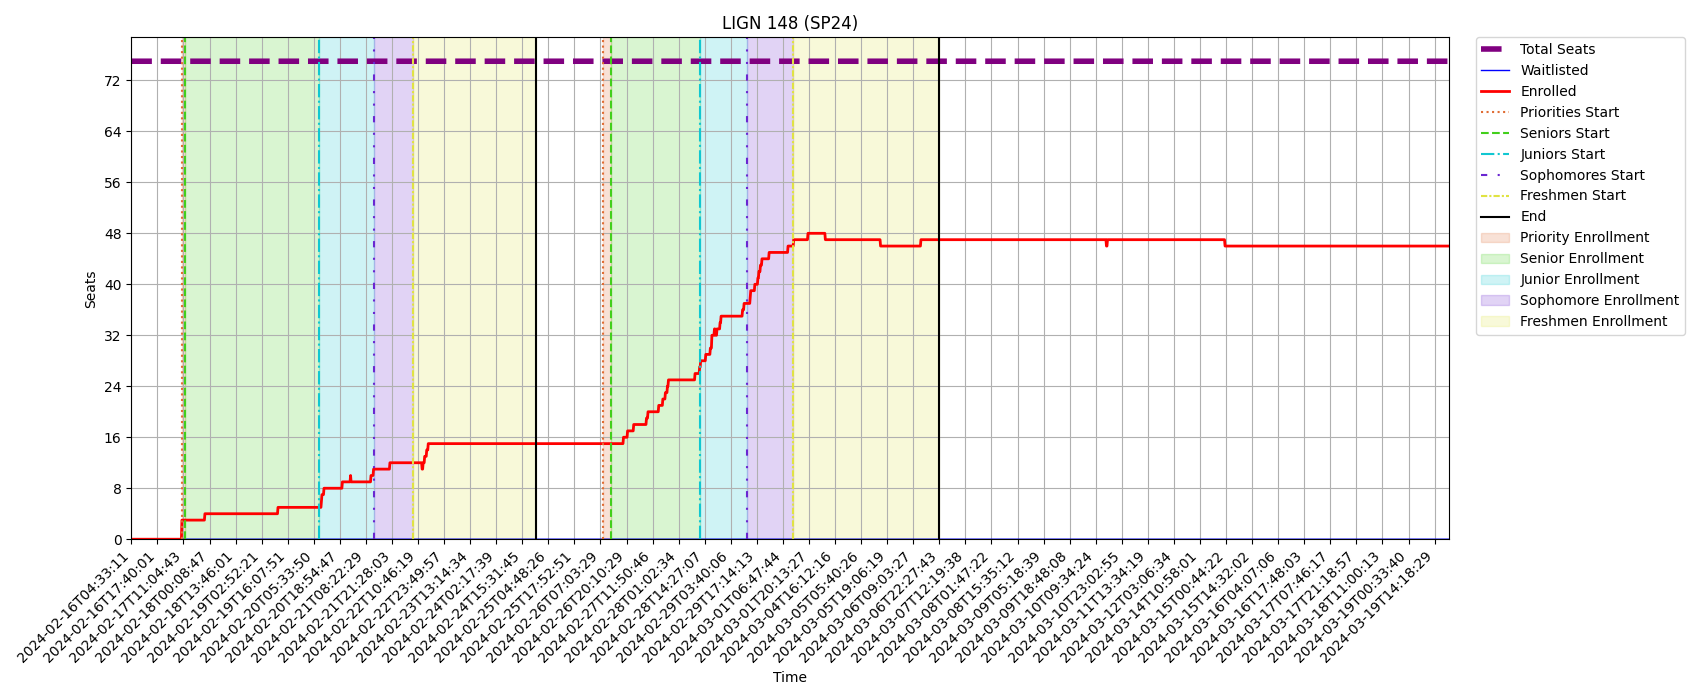 LIGN 148 (SP24)
Seats
72
64
56
48
40
32
24
16
8
0
2024-02-16T04:33:11
2024-02-16T17:40:01
2024-02-17T11:04:43
2024-02-18T00:08:47
2024-02-18T13:46:01
2024-02-19T02:52:21
2024-02-19T16:07:51
2024-02-20T05:33:50
2024-02-20T18:54:47
2024-02-21T08:22:29
2024-02-21T21:28:03
2024-02-22T10:46:19
2024-02-22T23:49:57
2024-02-23T13:14:34
2024-02-24T02:17:39
2024-02-24T15:31:45
2024-02-25T04:48:26
2024-02-25T17:52:51
2024-02-26T07:03:29
2024-02-26T20:10:29
2024-02-27T11:50:46
2024-02-28T01:02:34
2024-02-28T14:27:07
2024-02-29T03:40:06
2024-02-29T17:14:13
2024-03-01T06:47:44
2024-03-01T20:13:27
2024-03-04T16:12:16
2024-03-05T05:40:26
2024-03-05T19:06:19
2024-03-06T09:03:27
2024-03-06T22:27:43
2024-03-07T12:19:38
2024-03-08T01:47:22
2024-03-08T15:35:12
2024-03-09T05:18:39
2024-03-09T18:48:08
2024-03-10T09:34:24
2024-03-10T23:02:55
2024-03-11T13:34:19
2024-03-12T03:06:34
2024-03-14T10:58:01
2024-03-15T00:44:22
2024-03-15T14:32:02
2024-03-16T04:07:06
2024-03-16T17:48:03
2024-03-17T07:46:17
2024-03-17T21:18:57
2024-03-18T11:00:13
2024-03-19T00:33:40
2024-03-19T14:18:29
Time
Total Seats
Waitlisted
Enrolled
Priorities Start
Seniors Start
Juniors Start
Sophomores Start
Freshmen Start
End
Priority Enrollment
Senior Enrollment
Junior Enrollment
Sophomore Enrollment
Freshmen Enrollment